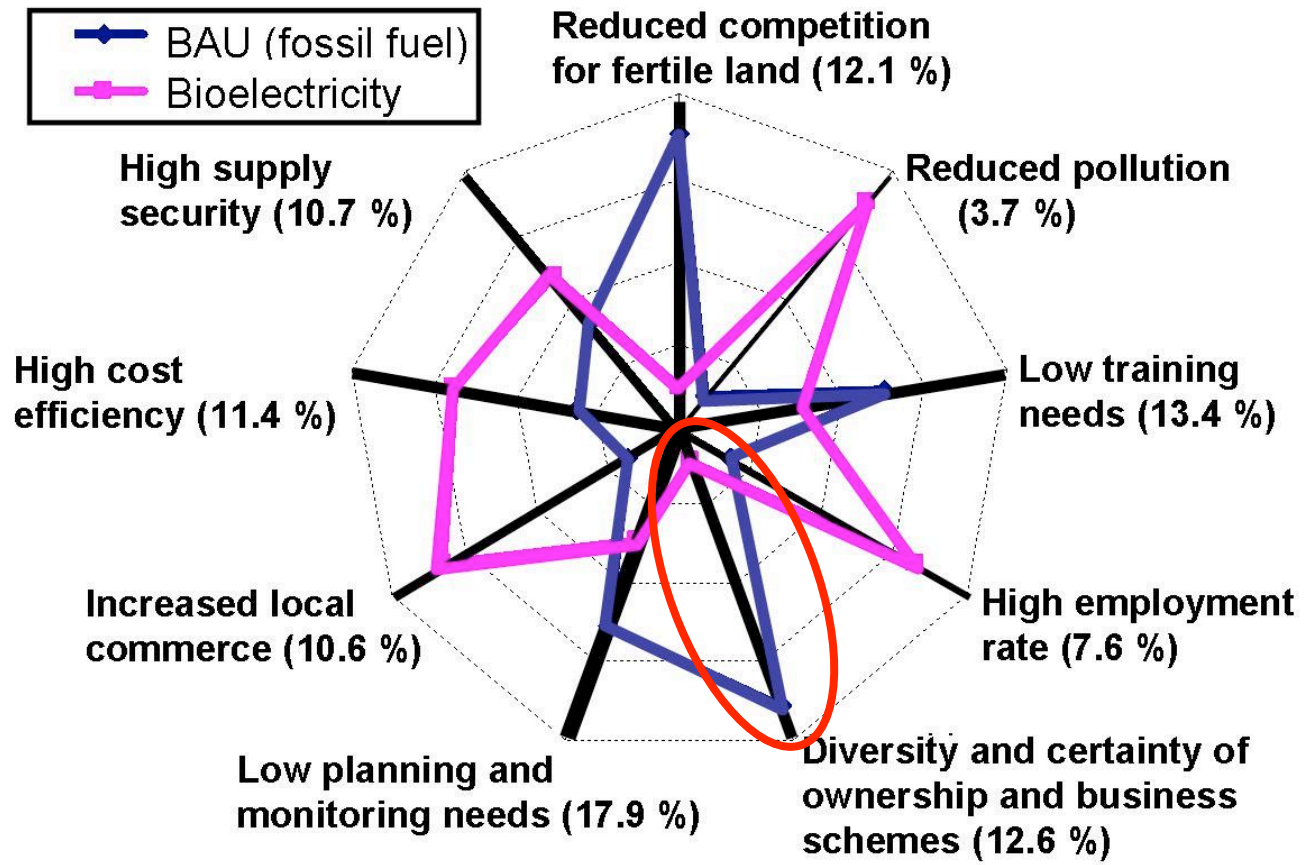 BAU (fossil fuel)
Bioelectricity
Reduced competition
for fertile land (12.1 %)
Reduced pollution
(3.7 %)
Low training
needs (13.4 %)
High employment
rate (7.6 %)
Diversity and certainty of
ownership and business
schemes (12.6 %)
Low planning and
monitoring needs (17.9 %)
Increased local
commerce (10.6 %)
High cost
efficiency (11.4 %)
High supply
security (10.7 %)